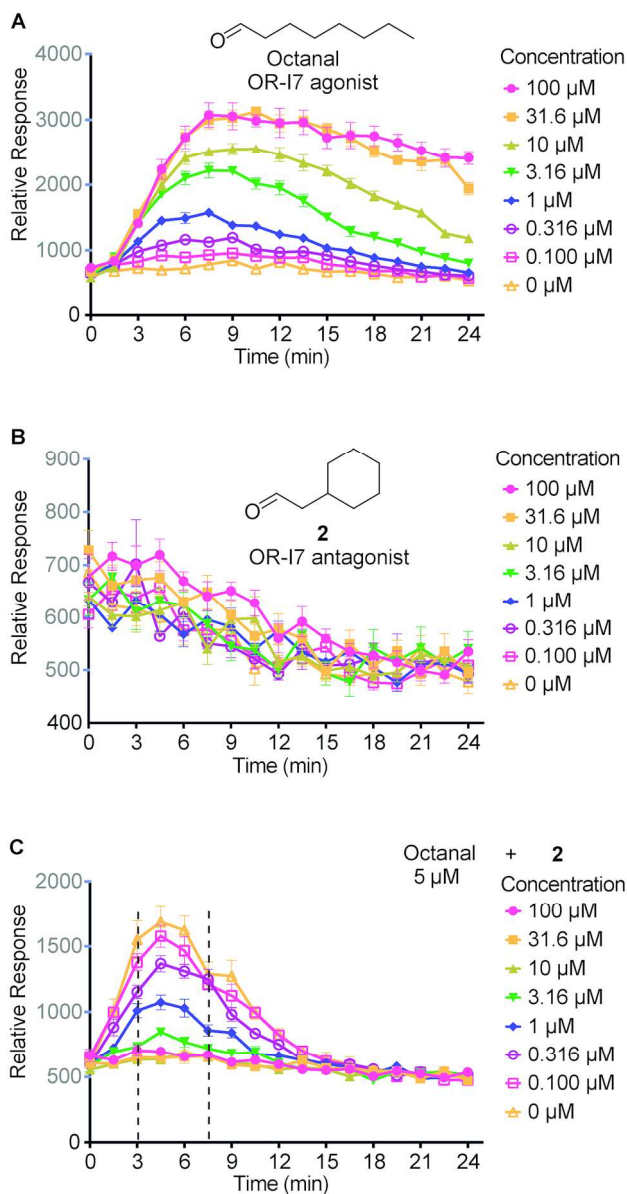 A
O
Octanal
OR-I7 agonist
Relative Response
4000
3000
2000
1000
0
0 3 6 9 12 15 18 21 24
Time (min)
Concentration
100 µM
31.6 µM
10 µM
3.16 µM
1 µM
0.316 µM
0.100 µM
0 µM
B
O
2
OR-I7 antagonist
Relative Response
900
800
700
600
500
400
0 3 6 9 12 15 18 21 24
Time (min)
Concentration
100 µM
31.6 µM
10 µM
3.16 µM
1 µM
0.316 µM
0.100 µM
0 µM
C
Octanal + 2
5 µM
Relative Response
2000
1500
1000
500
0
0 3 6 9 12 15 18 21 24
Time (min)
Concentration
100 µM
31.6 µM
10 µM
3.16 µM
1 µM
0.316 µM
0.100 µM
0 µM